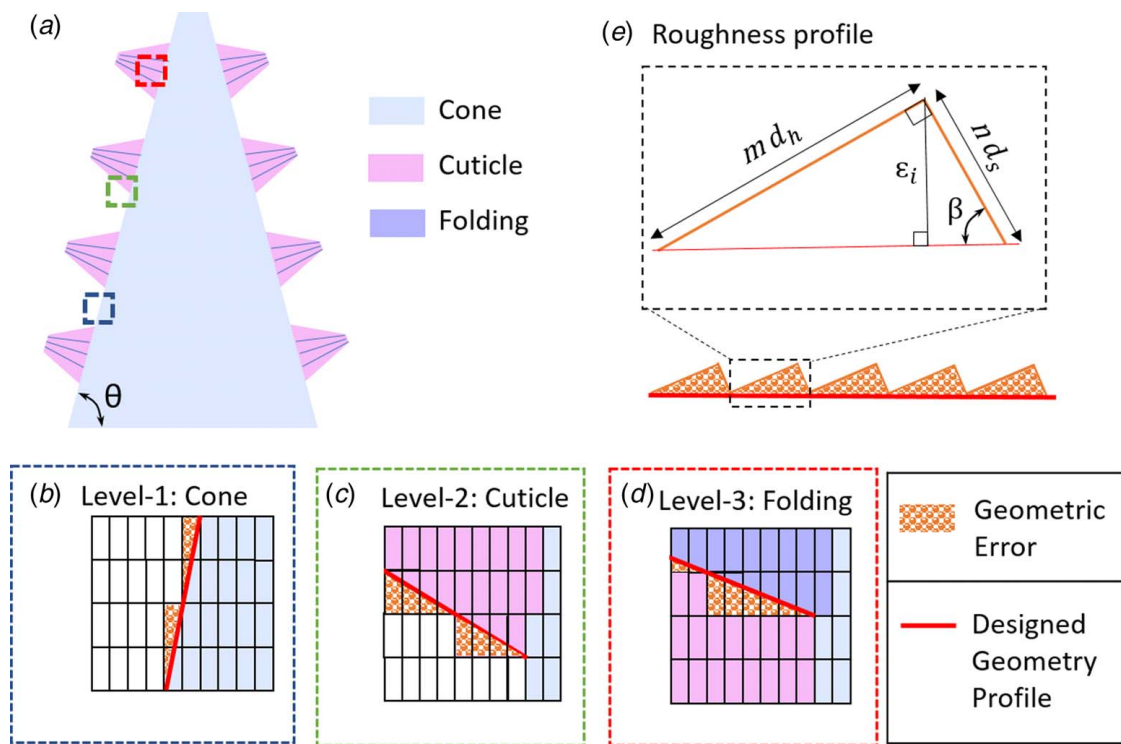 (a)
θ
Cone
Cuticle
Folding
(e) Roughness profile
m d_h
n d_s
ε_i
β
(b) Level-1: Cone
(c) Level-2: Cuticle
(d) Level-3: Folding
Geometric
Error
Designed
Geometry
Profile